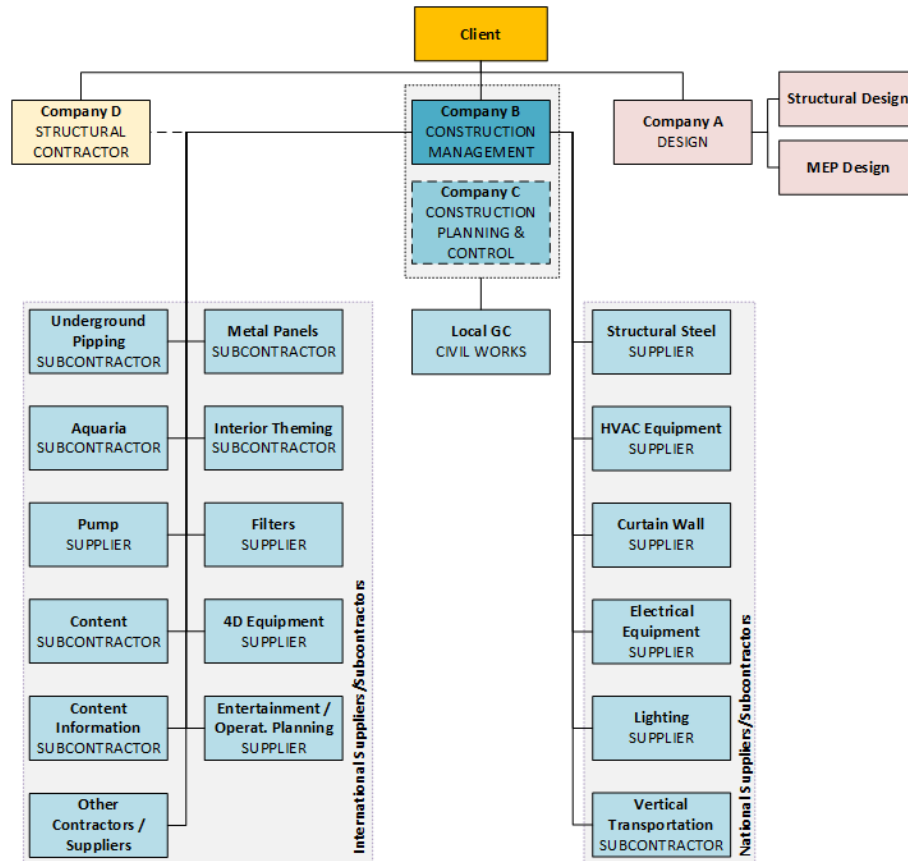 Client
Company D
STRUCTURAL
CONTRACTOR
Company B
CONSTRUCTION
MANAGEMENT
Company A
DESIGN
Structural Design
MEP Design
Company C
CONSTRUCTION
PLANNING &
CONTROL
Local GC
CIVIL WORKS
Underground
Pipping
SUBCONTRACTOR
Metal Panels
SUBCONTRACTOR
Aquaria
SUBCONTRACTOR
Interior Theming
SUBCONTRACTOR
Pump
SUPPLIER
Filters
SUPPLIER
Content
SUBCONTRACTOR
4D Equipment
SUPPLIER
Content
Information
SUBCONTRACTOR
Entertainment /
Operat. Planning
SUPPLIER
Other
Contractors /
Suppliers
International Suppliers/Subcontractors
Structural Steel
SUPPLIER
HVAC Equipment
SUPPLIER
Curtain Wall
SUPPLIER
Electrical
Equipment
SUPPLIER
Lighting
SUPPLIER
Vertical
Transportation
SUBCONTRACTOR
National Suppliers/Subcontractors